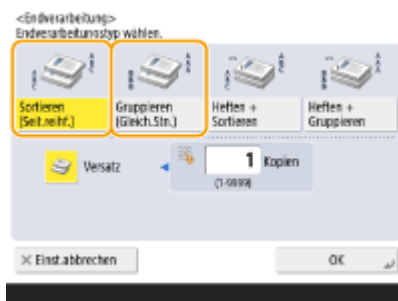 <Endverarbeitung>
Endverarbeitungstyp wählen.
Sortieren
(Seit.reihf.)
Gruppieren
(Gleich.Stn.)
Heften +
Sortieren
Heften +
Gruppieren
Versatz
1 Kopien
(1-9999)
× Einst.abbrechen
OK